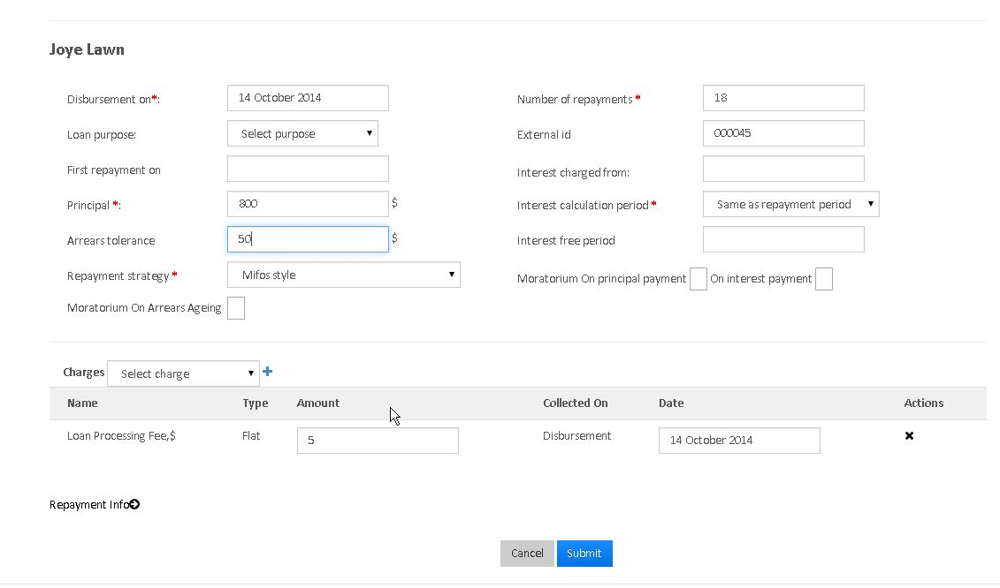 Joye Lawn
Disbursement on*: 14 October 2014 Number of repayments * 18
Loan purpose: Select purpose External id 000045
First repayment on Interest charged from:
Principal *: 800 $ Interest calculation period * Same as repayment period
Arrears tolerance 50 $ Interest free period
Repayment strategy * Mifos style Moratorium On principal payment On interest payment
Moratorium On Arrears Ageing
Charges Select charge +
Name Type Amount Collected On Date Actions
Loan Processing Fee,$ Flat 5 Disbursement 14 October 2014
Repayment Info
Cancel Submit